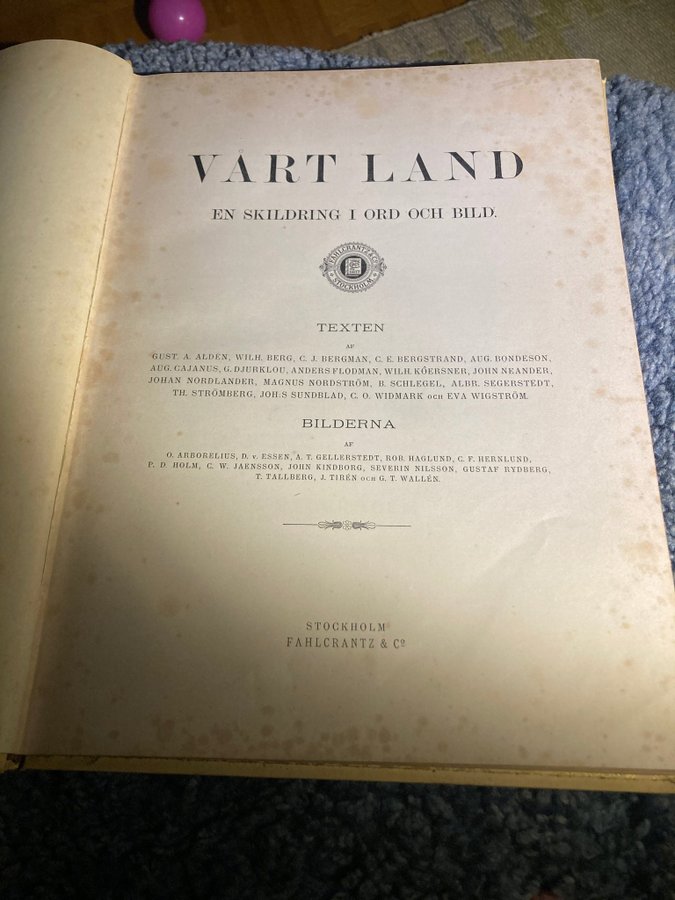 VÅRT LAND
EN SKILDRING I ORD OCH BILD.
FAHLCRANTZ & Co
STOCKHOLM
TEXTEN
AF
GUST. A. ALDÉN, WILH. BERG, C. J. BERGMAN, C. E. BERGSTRAND, AUG. BONDESON,
AUG. CAJANUS, G. DJURKLOU, ANDERS FLODMAN, WILH. KÖERSNER, JOHN NEANDER,
JOHAN NORDLANDER, MAGNUS NORDSTRÖM, B. SCHLEGEL, ALBR. SEGERSTEDT,
TH. STRÖMBERG, JOH:S SUNDBLAD, C. O. WIDMARK OCH EVA WIGSTRÖM.
BILDERNA
AF
O. ARBORELIUS, D. v. ESSEN, A. T. GELLERSTEDT, ROB. HAGLUND, C. F. HERNLUND,
P. D. HOLM, C. W. JAENSSON, JOHN KINDBORG, SEVERIN NILSSON, GUSTAF RYDBERG,
T. TALLBERG, J. TIRÉN OCH G. T. WALLÉN.
STOCKHOLM
FAHLCRANTZ & Co